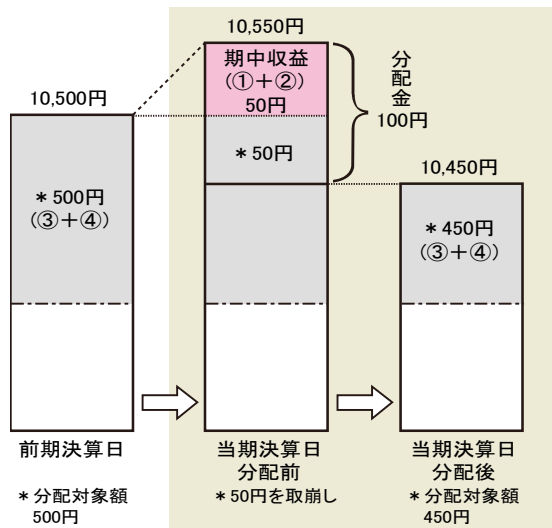 10,550円
期中収益
(①+②)
50円
分配金
100円
10,500円
*50円
10,450円
*500円
(③+④)
*450円
(③+④)
前期決算日
当期決算日
分配前
当期決算日
分配後
*分配対象額
500円
*50円を取崩し
*分配対象額
450円